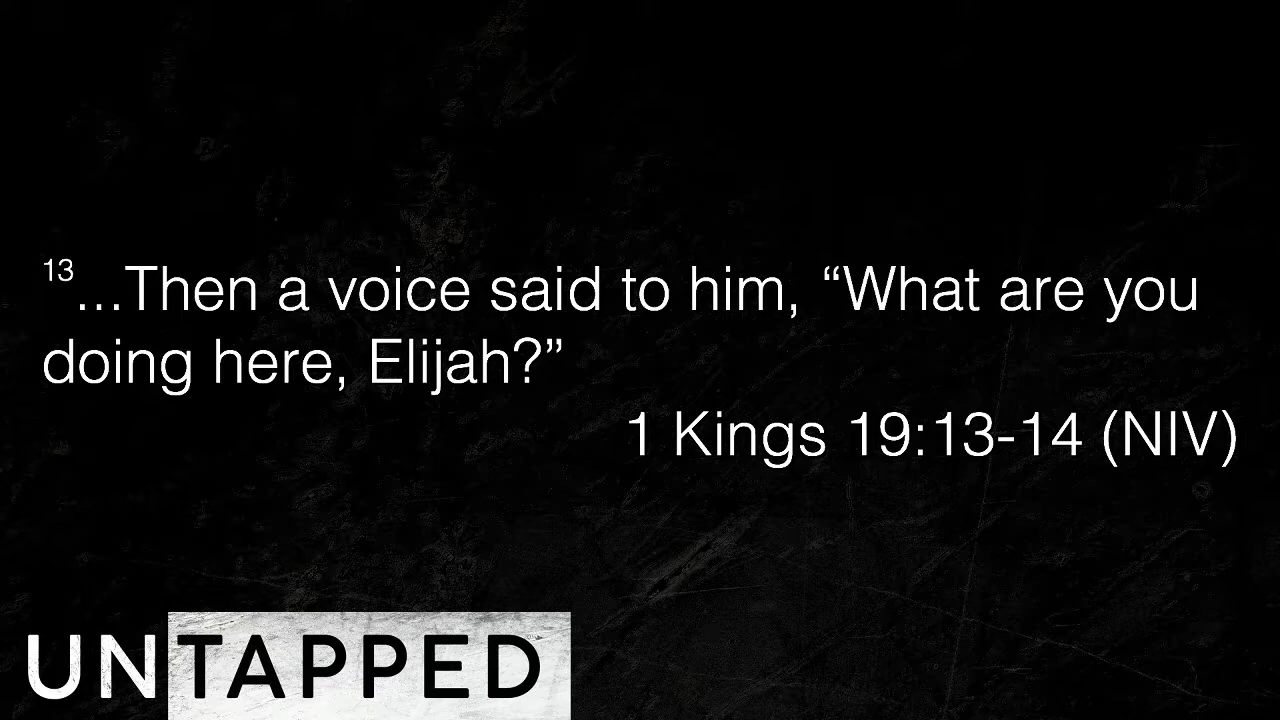 13...Then a voice said to him, “What are you
doing here, Elijah?”
1 Kings 19:13-14 (NIV)
UNTAPPED